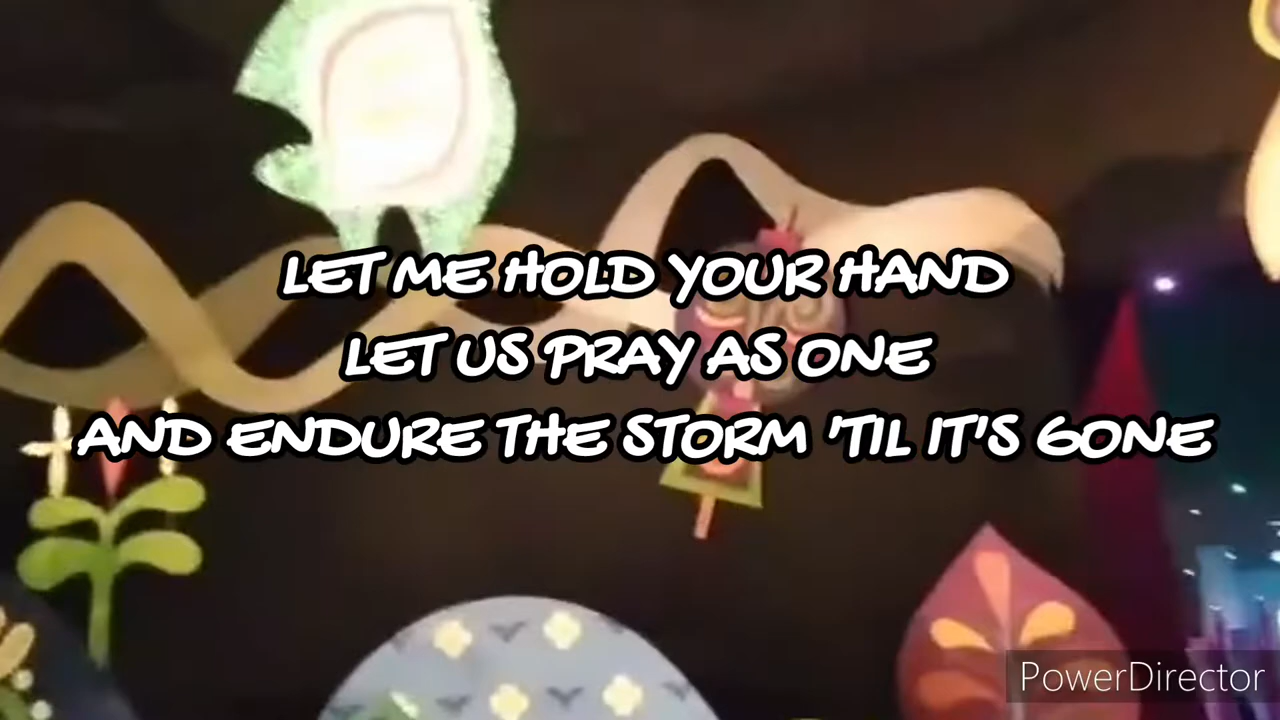 LET ME HOLD YOUR HAND
LET US PRAY AS ONE
AND ENDURE THE STORM 'TIL IT'S GONE
PowerDirector